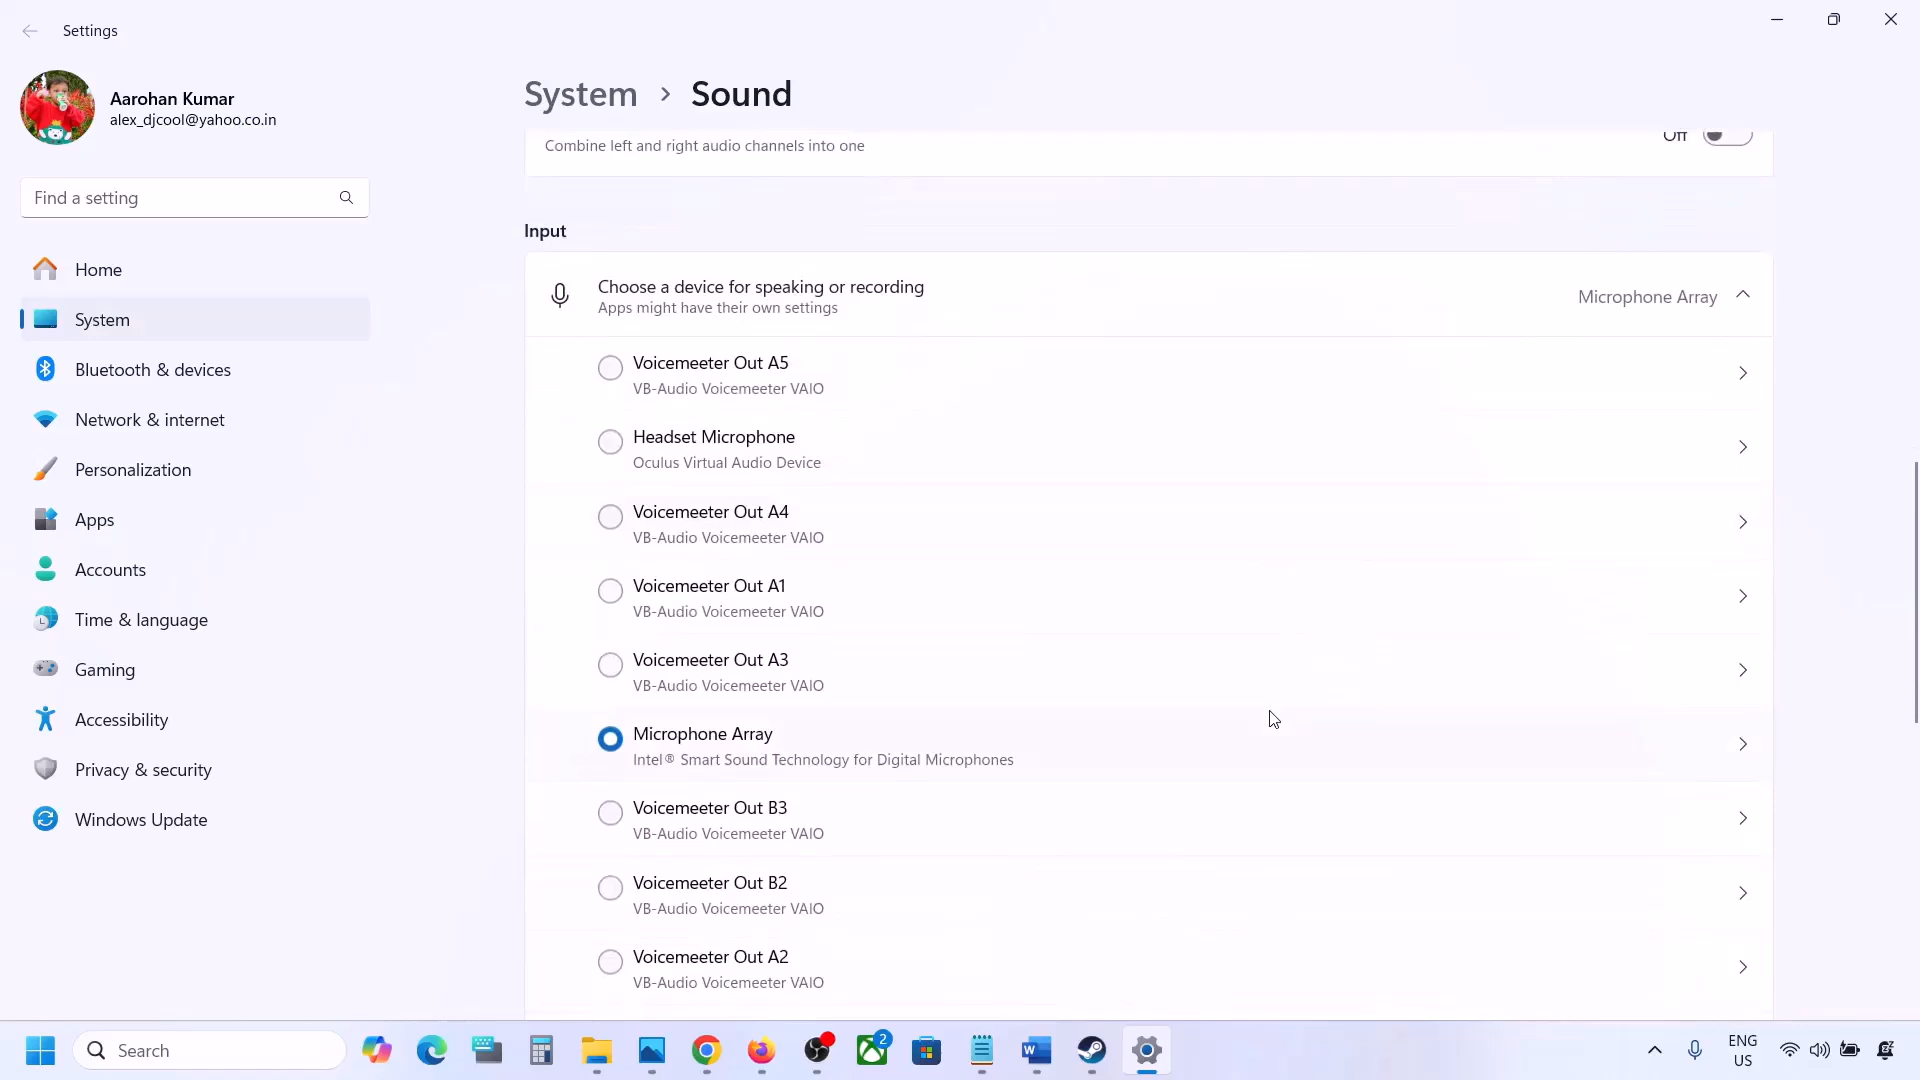 Settings
Aarohan Kumar
alex_djcool@yahoo.co.in
Find a setting
Home
System
Bluetooth & devices
Network & internet
Personalization
Apps
Accounts
Time & language
Gaming
Accessibility
Privacy & security
Windows Update
System > Sound
Combine left and right audio channels into one
Off
Input
Choose a device for speaking or recording
Apps might have their own settings
Microphone Array
Voicemeeter Out A5
VB-Audio Voicemeeter VAIO
Headset Microphone
Oculus Virtual Audio Device
Voicemeeter Out A4
VB-Audio Voicemeeter VAIO
Voicemeeter Out A1
VB-Audio Voicemeeter VAIO
Voicemeeter Out A3
VB-Audio Voicemeeter VAIO
Microphone Array
Intel® Smart Sound Technology for Digital Microphones
Voicemeeter Out B3
VB-Audio Voicemeeter VAIO
Voicemeeter Out B2
VB-Audio Voicemeeter VAIO
Voicemeeter Out A2
VB-Audio Voicemeeter VAIO
Search
2
ENG
US